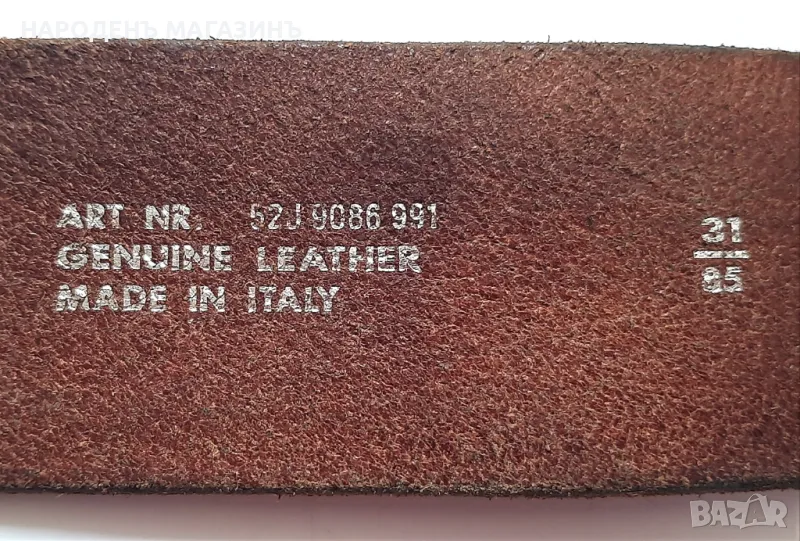 НАРОДЕНЪ МАГАЗИНЪ
ART NR. 52J 9086 991
GENUINE LEATHER
MADE IN ITALY
31
85
BAZAR